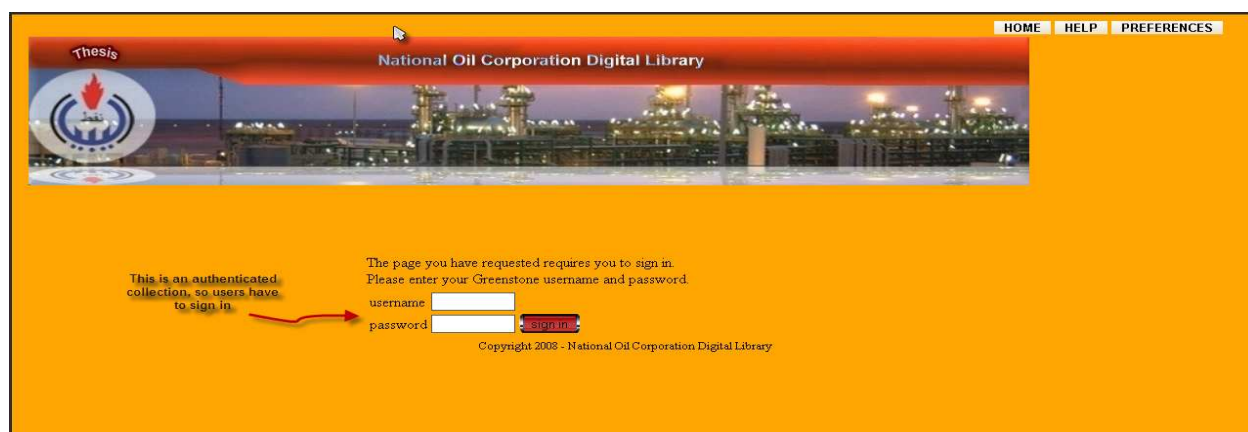 HOME HELP PREFERENCES
Thesis
National Oil Corporation Digital Library
نفط
The page you have requested requires you to sign in.
Please enter your Greenstone username and password.
This is an authenticated
collection, so users have
to sign in
username
password sign in
Copyright 2008 - National Oil Corporation Digital Library